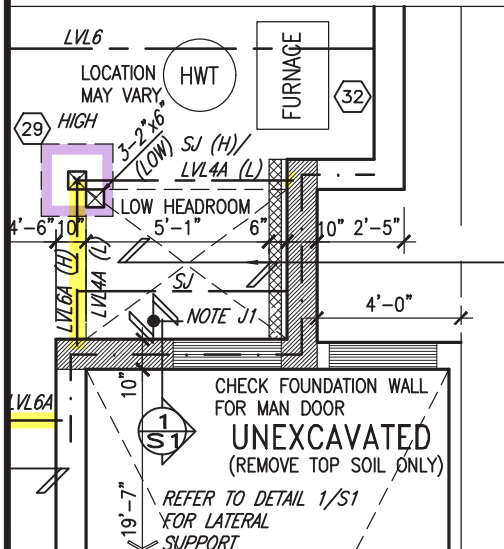 LVL6
LOCATION
MAY VARY
HWT
FURNACE
32
29
HIGH
3-2"x6"
(LOW)
SJ (H)/
LVL4A (L)
LOW HEADROOM
4'-6"
10"
5'-1"
6"
10"
2'-5"
LVL6A (H)
LVL4A (L)
SJ
NOTE J1
4'-0"
10"
LVL6A
1
S1
CHECK FOUNDATION WALL
FOR MAN DOOR
UNEXCAVATED
(REMOVE TOP SOIL ONLY)
19'-7"
REFER TO DETAIL 1/S1
FOR LATERAL
SUPPORT